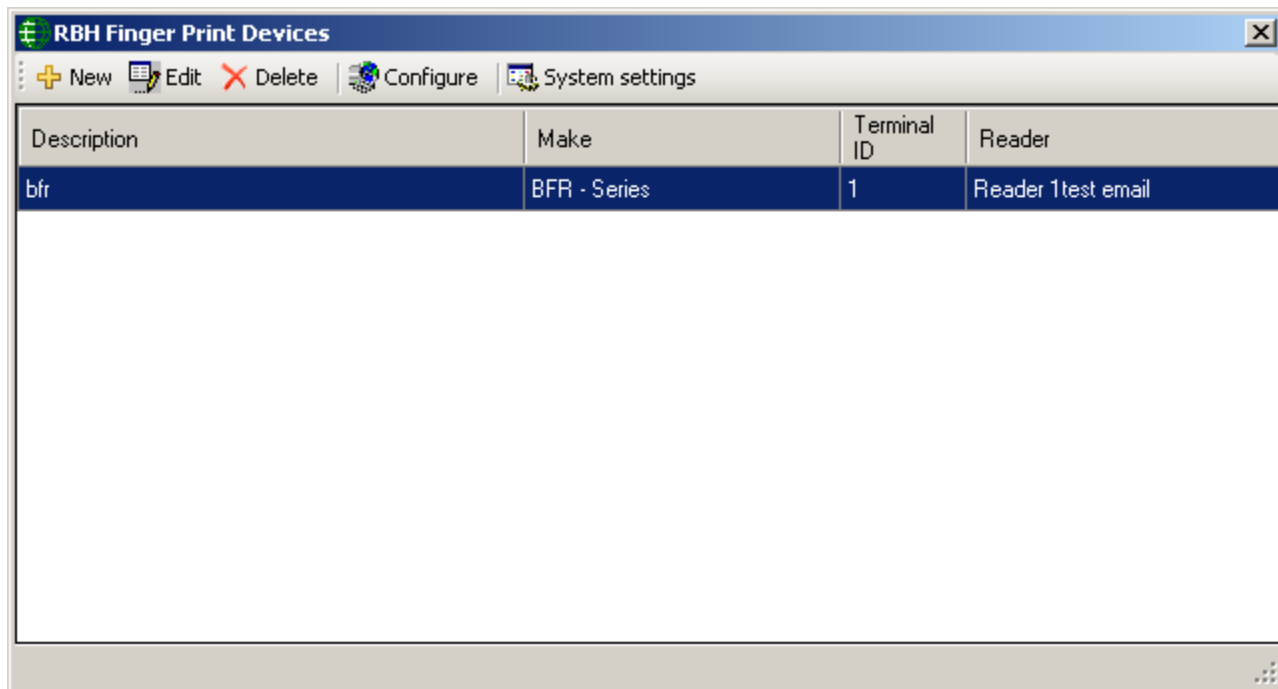 RBH Finger Print Devices
New Edit Delete Configure System settings
Description Make Terminal ID Reader
bfr BFR - Series 1 Reader 1test email